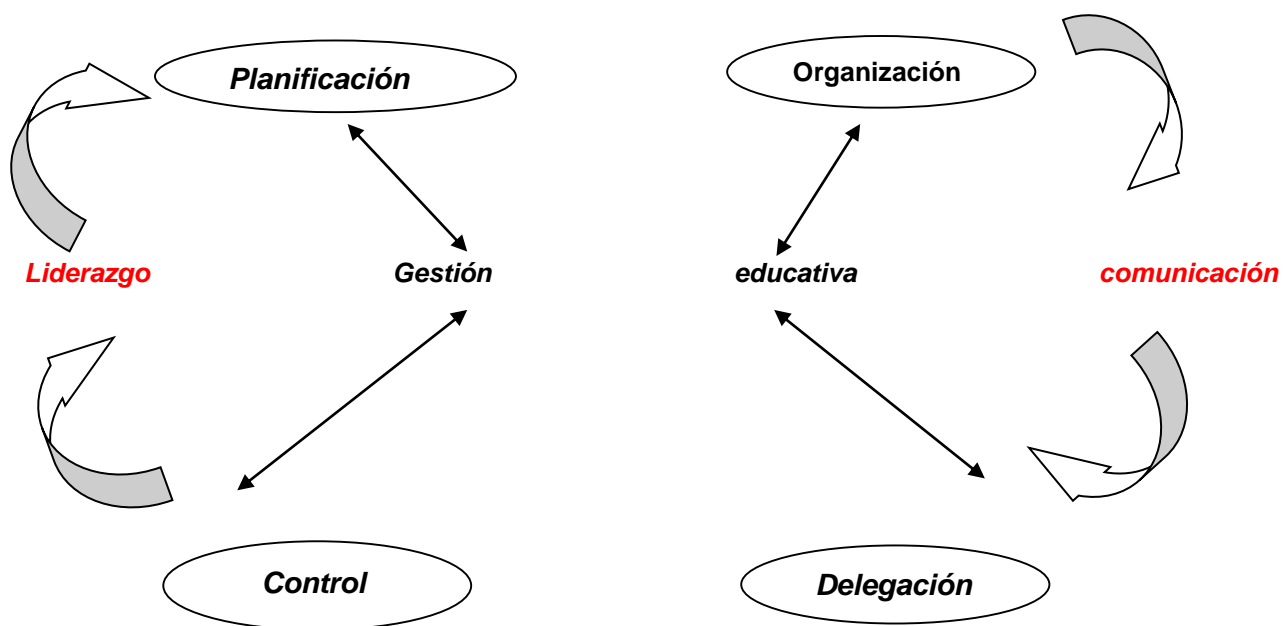 Planificación
Organización
Liderazgo
Gestión
educativa
comunicación
Control
Delegación